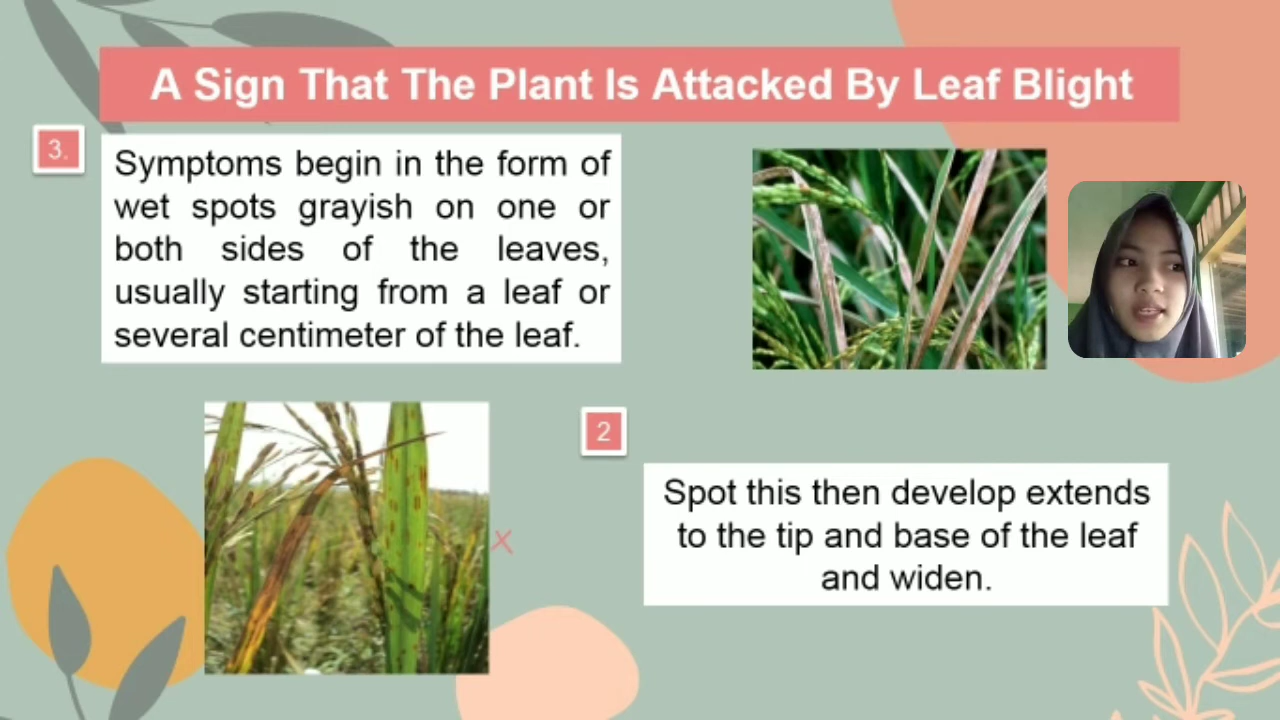 A Sign That The Plant Is Attacked By Leaf Blight
3.
Symptoms begin in the form of
wet spots grayish on one or
both sides of the leaves,
usually starting from a leaf or
several centimeter of the leaf.
2
Spot this then develop extends
to the tip and base of the leaf
and widen.